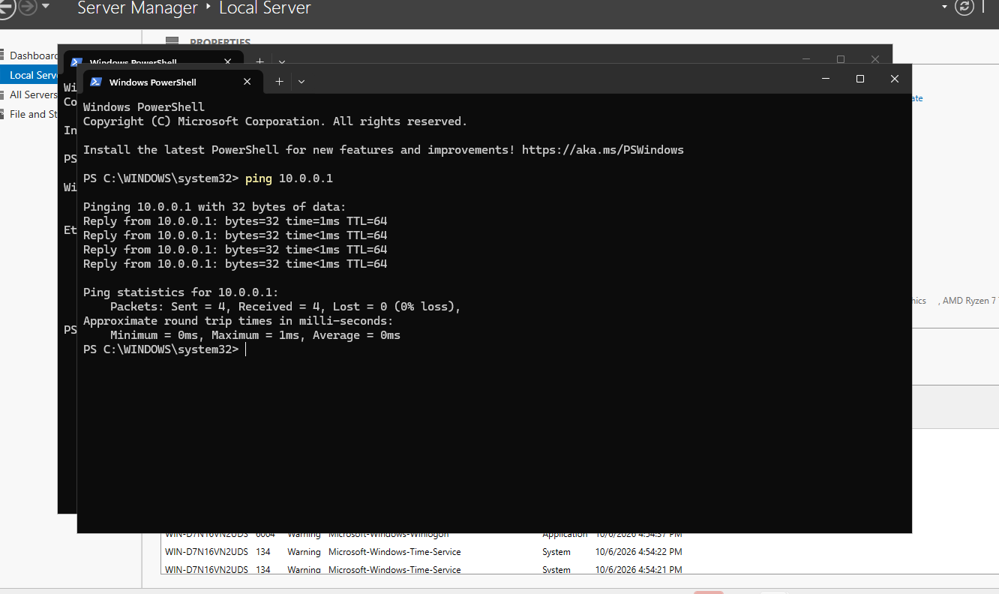 Server Manager ‣ Local Server
PROPERTIES
Dashboard
Local Serv
All Servers
File and St
Windows PowerShell
Wi
Co
In
PS
Wi
Et
PS
Windows PowerShell
Windows PowerShell
Copyright (C) Microsoft Corporation. All rights reserved.
Install the latest PowerShell for new features and improvements! https://aka.ms/PSWindows
PS C:\WINDOWS\system32> ping 10.0.0.1
Pinging 10.0.0.1 with 32 bytes of data:
Reply from 10.0.0.1: bytes=32 time=1ms TTL=64
Reply from 10.0.0.1: bytes=32 time<1ms TTL=64
Reply from 10.0.0.1: bytes=32 time<1ms TTL=64
Reply from 10.0.0.1: bytes=32 time<1ms TTL=64
Ping statistics for 10.0.0.1:
Packets: Sent = 4, Received = 4, Lost = 0 (0% loss),
Approximate round trip times in milli-seconds:
Minimum = 0ms, Maximum = 1ms, Average = 0ms
PS C:\WINDOWS\system32>
ate
hics , AMD Ryzen 7
WIN-D7N16VN2UDS 6004 Warning Microsoft-Windows-Winlogon Application 10/6/2026 4:54:37 PM
WIN-D7N16VN2UDS 134 Warning Microsoft-Windows-Time-Service System 10/6/2026 4:54:22 PM
WIN-D7N16VN2UDS 134 Warning Microsoft-Windows-Time-Service System 10/6/2026 4:54:21 PM